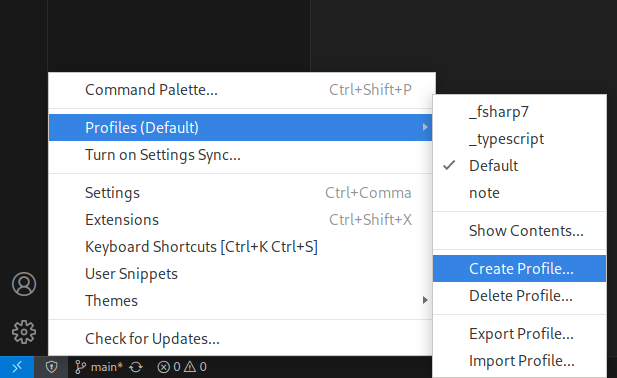 Command Palette... Ctrl+Shift+P
Profiles (Default)
Turn on Settings Sync...
Settings Ctrl+Comma
Extensions Ctrl+Shift+X
Keyboard Shortcuts [Ctrl+K Ctrl+S]
User Snippets
Themes
Check for Updates...
_fsharp7
_typescript
Default
note
Show Contents...
Create Profile...
Delete Profile...
Export Profile...
Import Profile...
main* 0 0